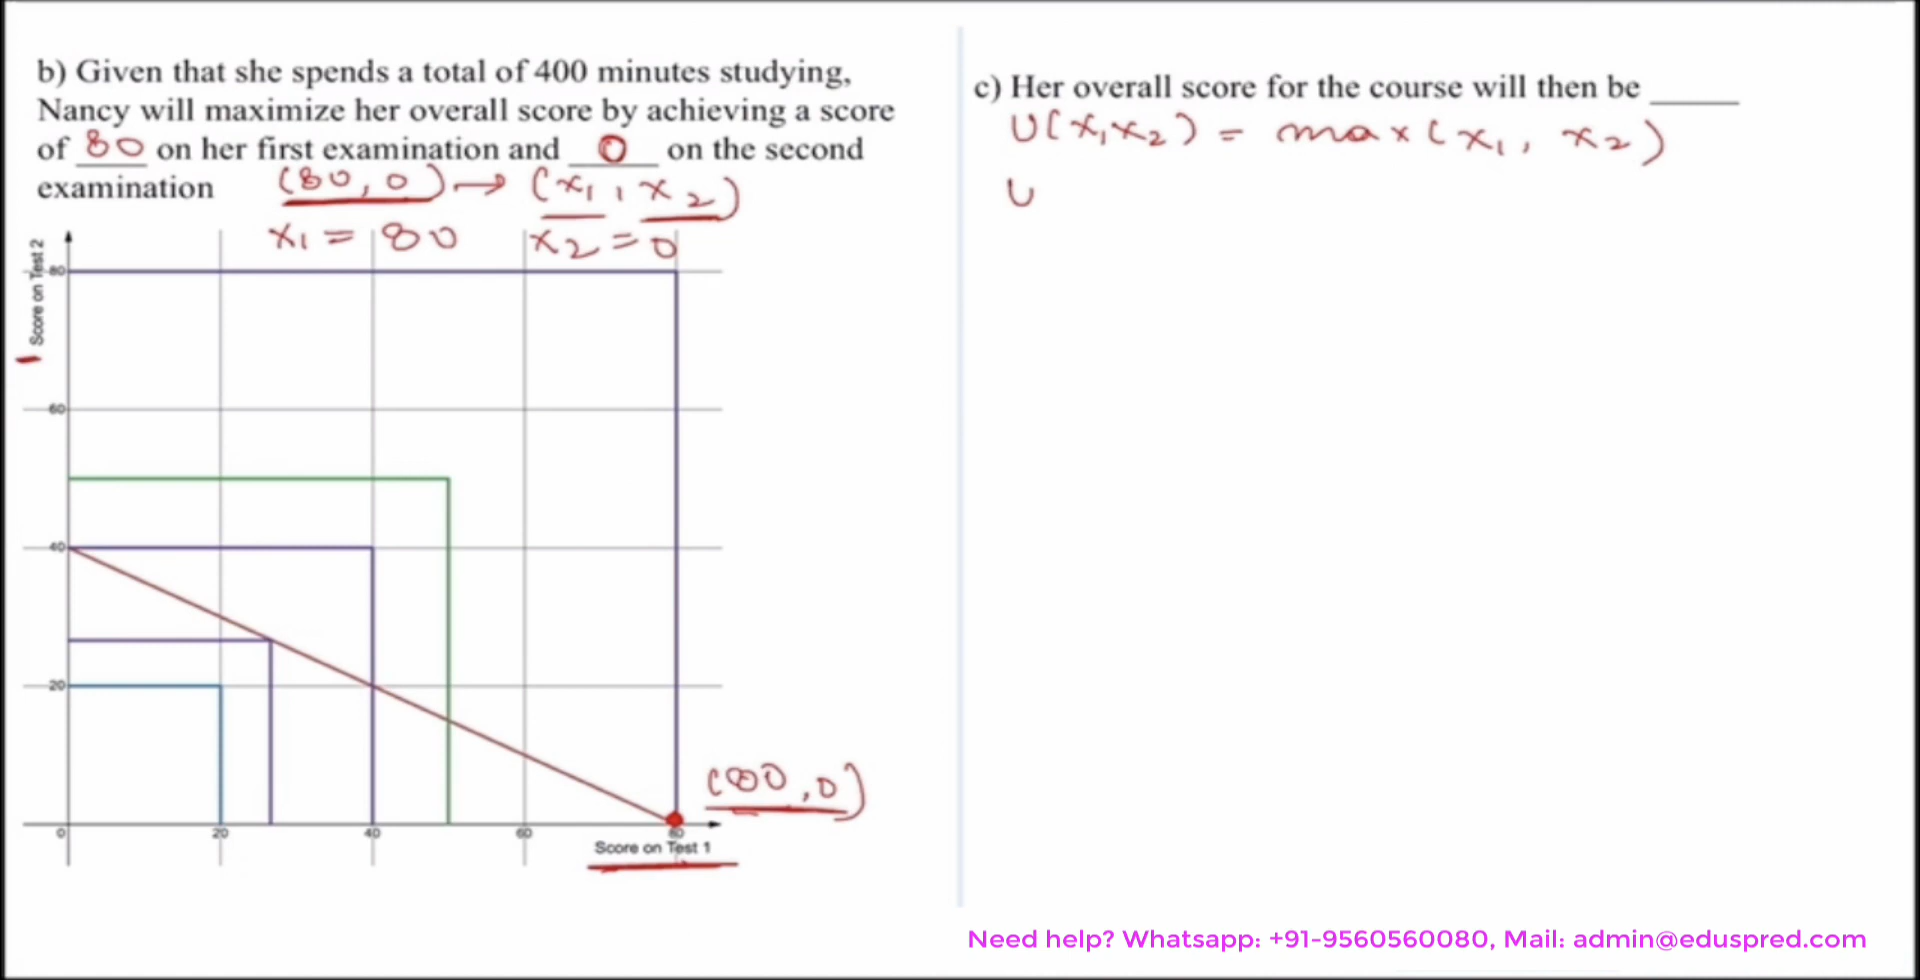 b) Given that she spends a total of 400 minutes studying,
Nancy will maximize her overall score by achieving a score
of 80 on her first examination and 0 on the second
examination (80, 0) → (x₁, x₂)
x₁ = 80 x₂ = 0
Score on Test 2
80
60
40
20
0 20 40 60 80
(80, 0)
Score on Test 1
c) Her overall score for the course will then be ____
U(x₁x₂) = max(x₁, x₂)
U
Need help? Whatsapp: +91-9560560080, Mail: admin@eduspred.com